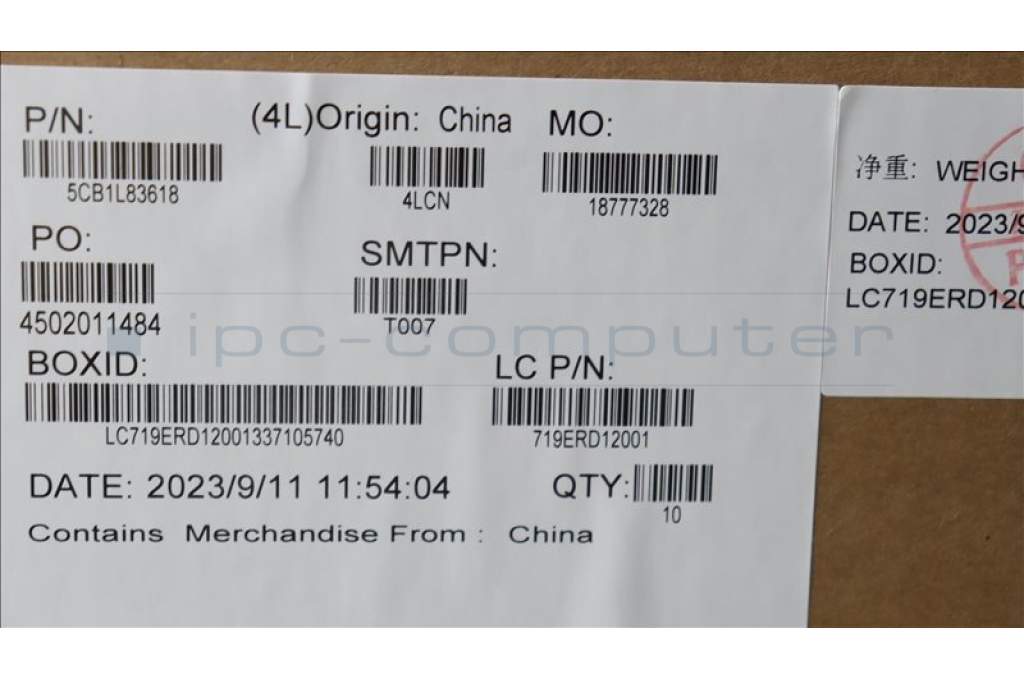 P/N: (4L)Origin: China MO:
5CB1L83618 4LCN 18777328
PO: SMTPN:
4502011484 T007
BOXID: LC P/N:
LC719ERD12001337105740 719ERD12001
DATE: 2023/9/11 11:54:04 QTY:
10
Contains Merchandise From : China
净重: WEIGH
DATE: 2023/9
BOXID:
LC719ERD120
ipc-computer